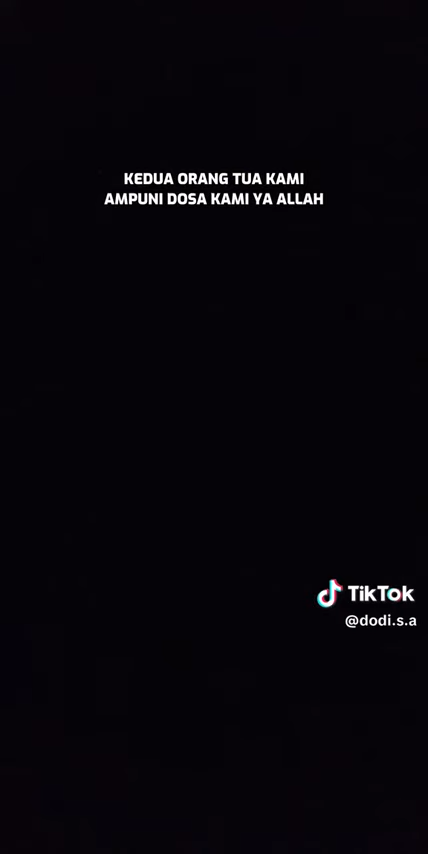 KEDUA ORANG TUA KAMI
AMPUNI DOSA KAMI YA ALLAH
TikTok
@dodi.s.a